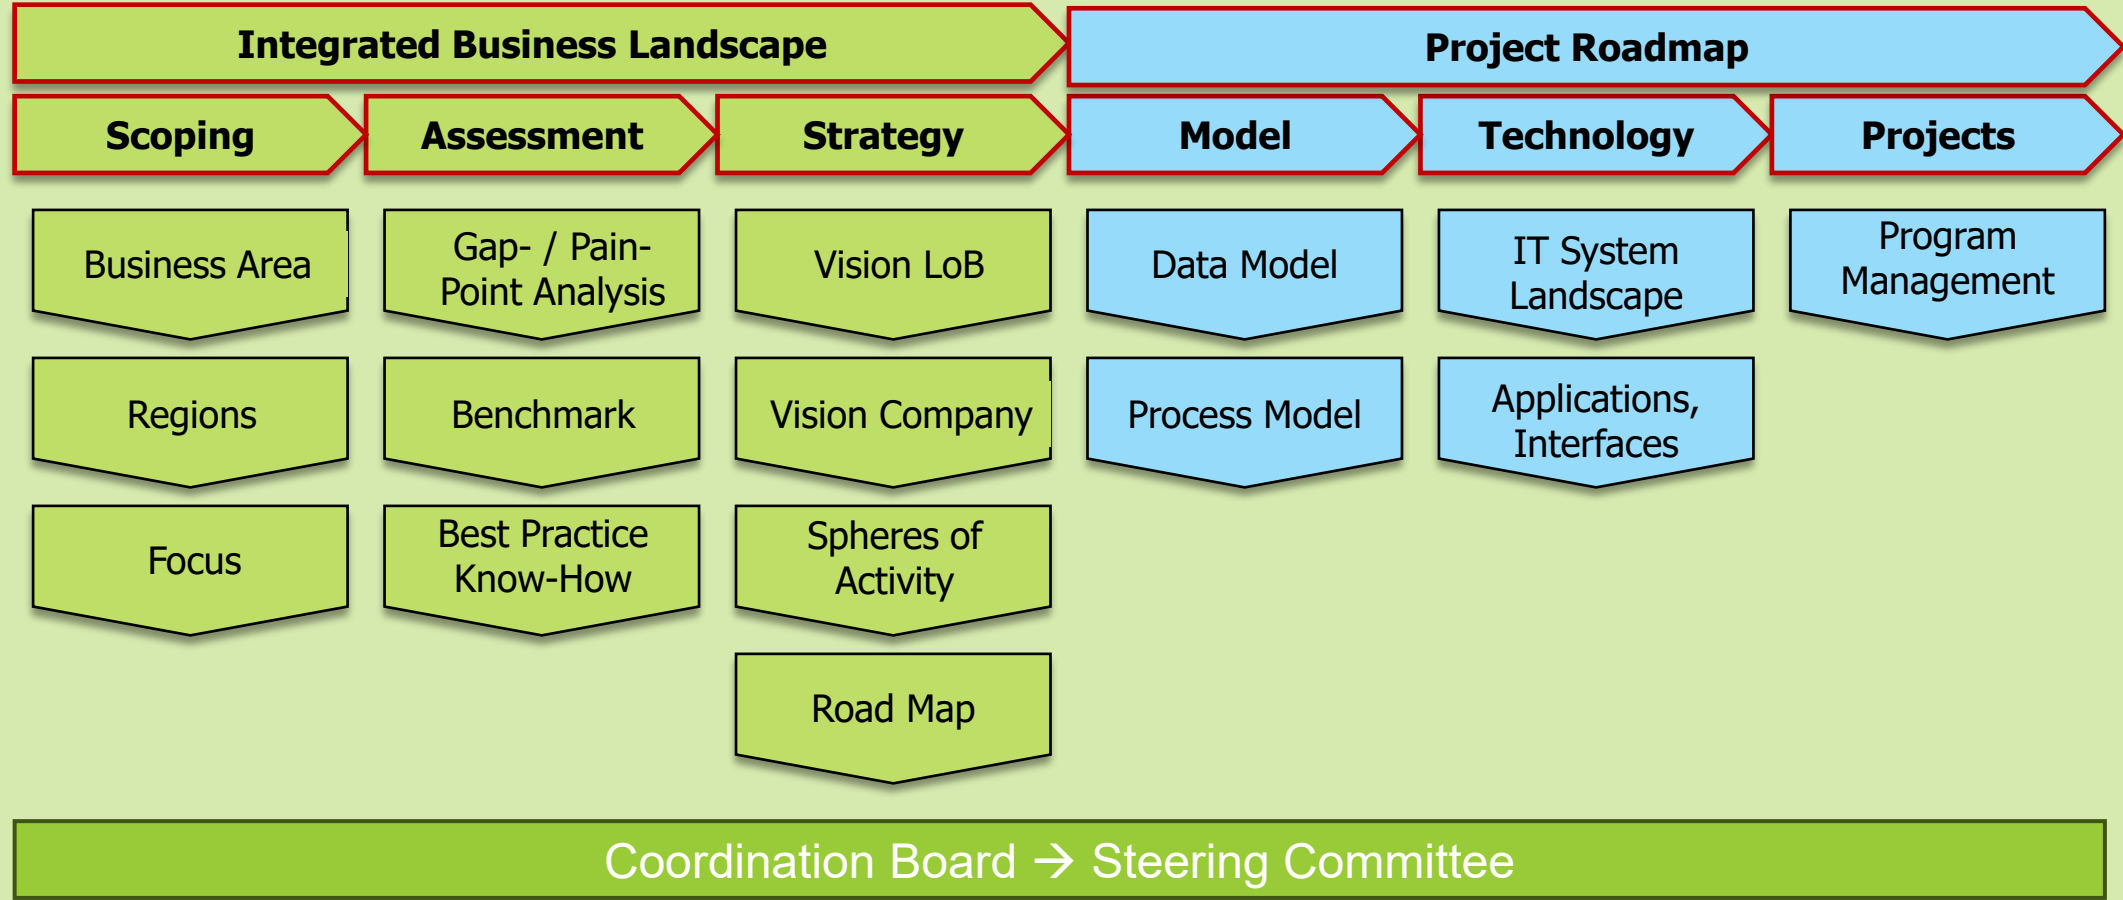 Integrated Business Landscape
Project Roadmap
Scoping
Assessment
Strategy
Model
Technology
Projects
Business Area
Gap- / Pain-
Point Analysis
Vision LoB
Data Model
IT System
Landscape
Program
Management
Regions
Benchmark
Vision Company
Process Model
Applications,
Interfaces
Focus
Best Practice
Know-How
Spheres of
Activity
Road Map
Coordination Board → Steering Committee